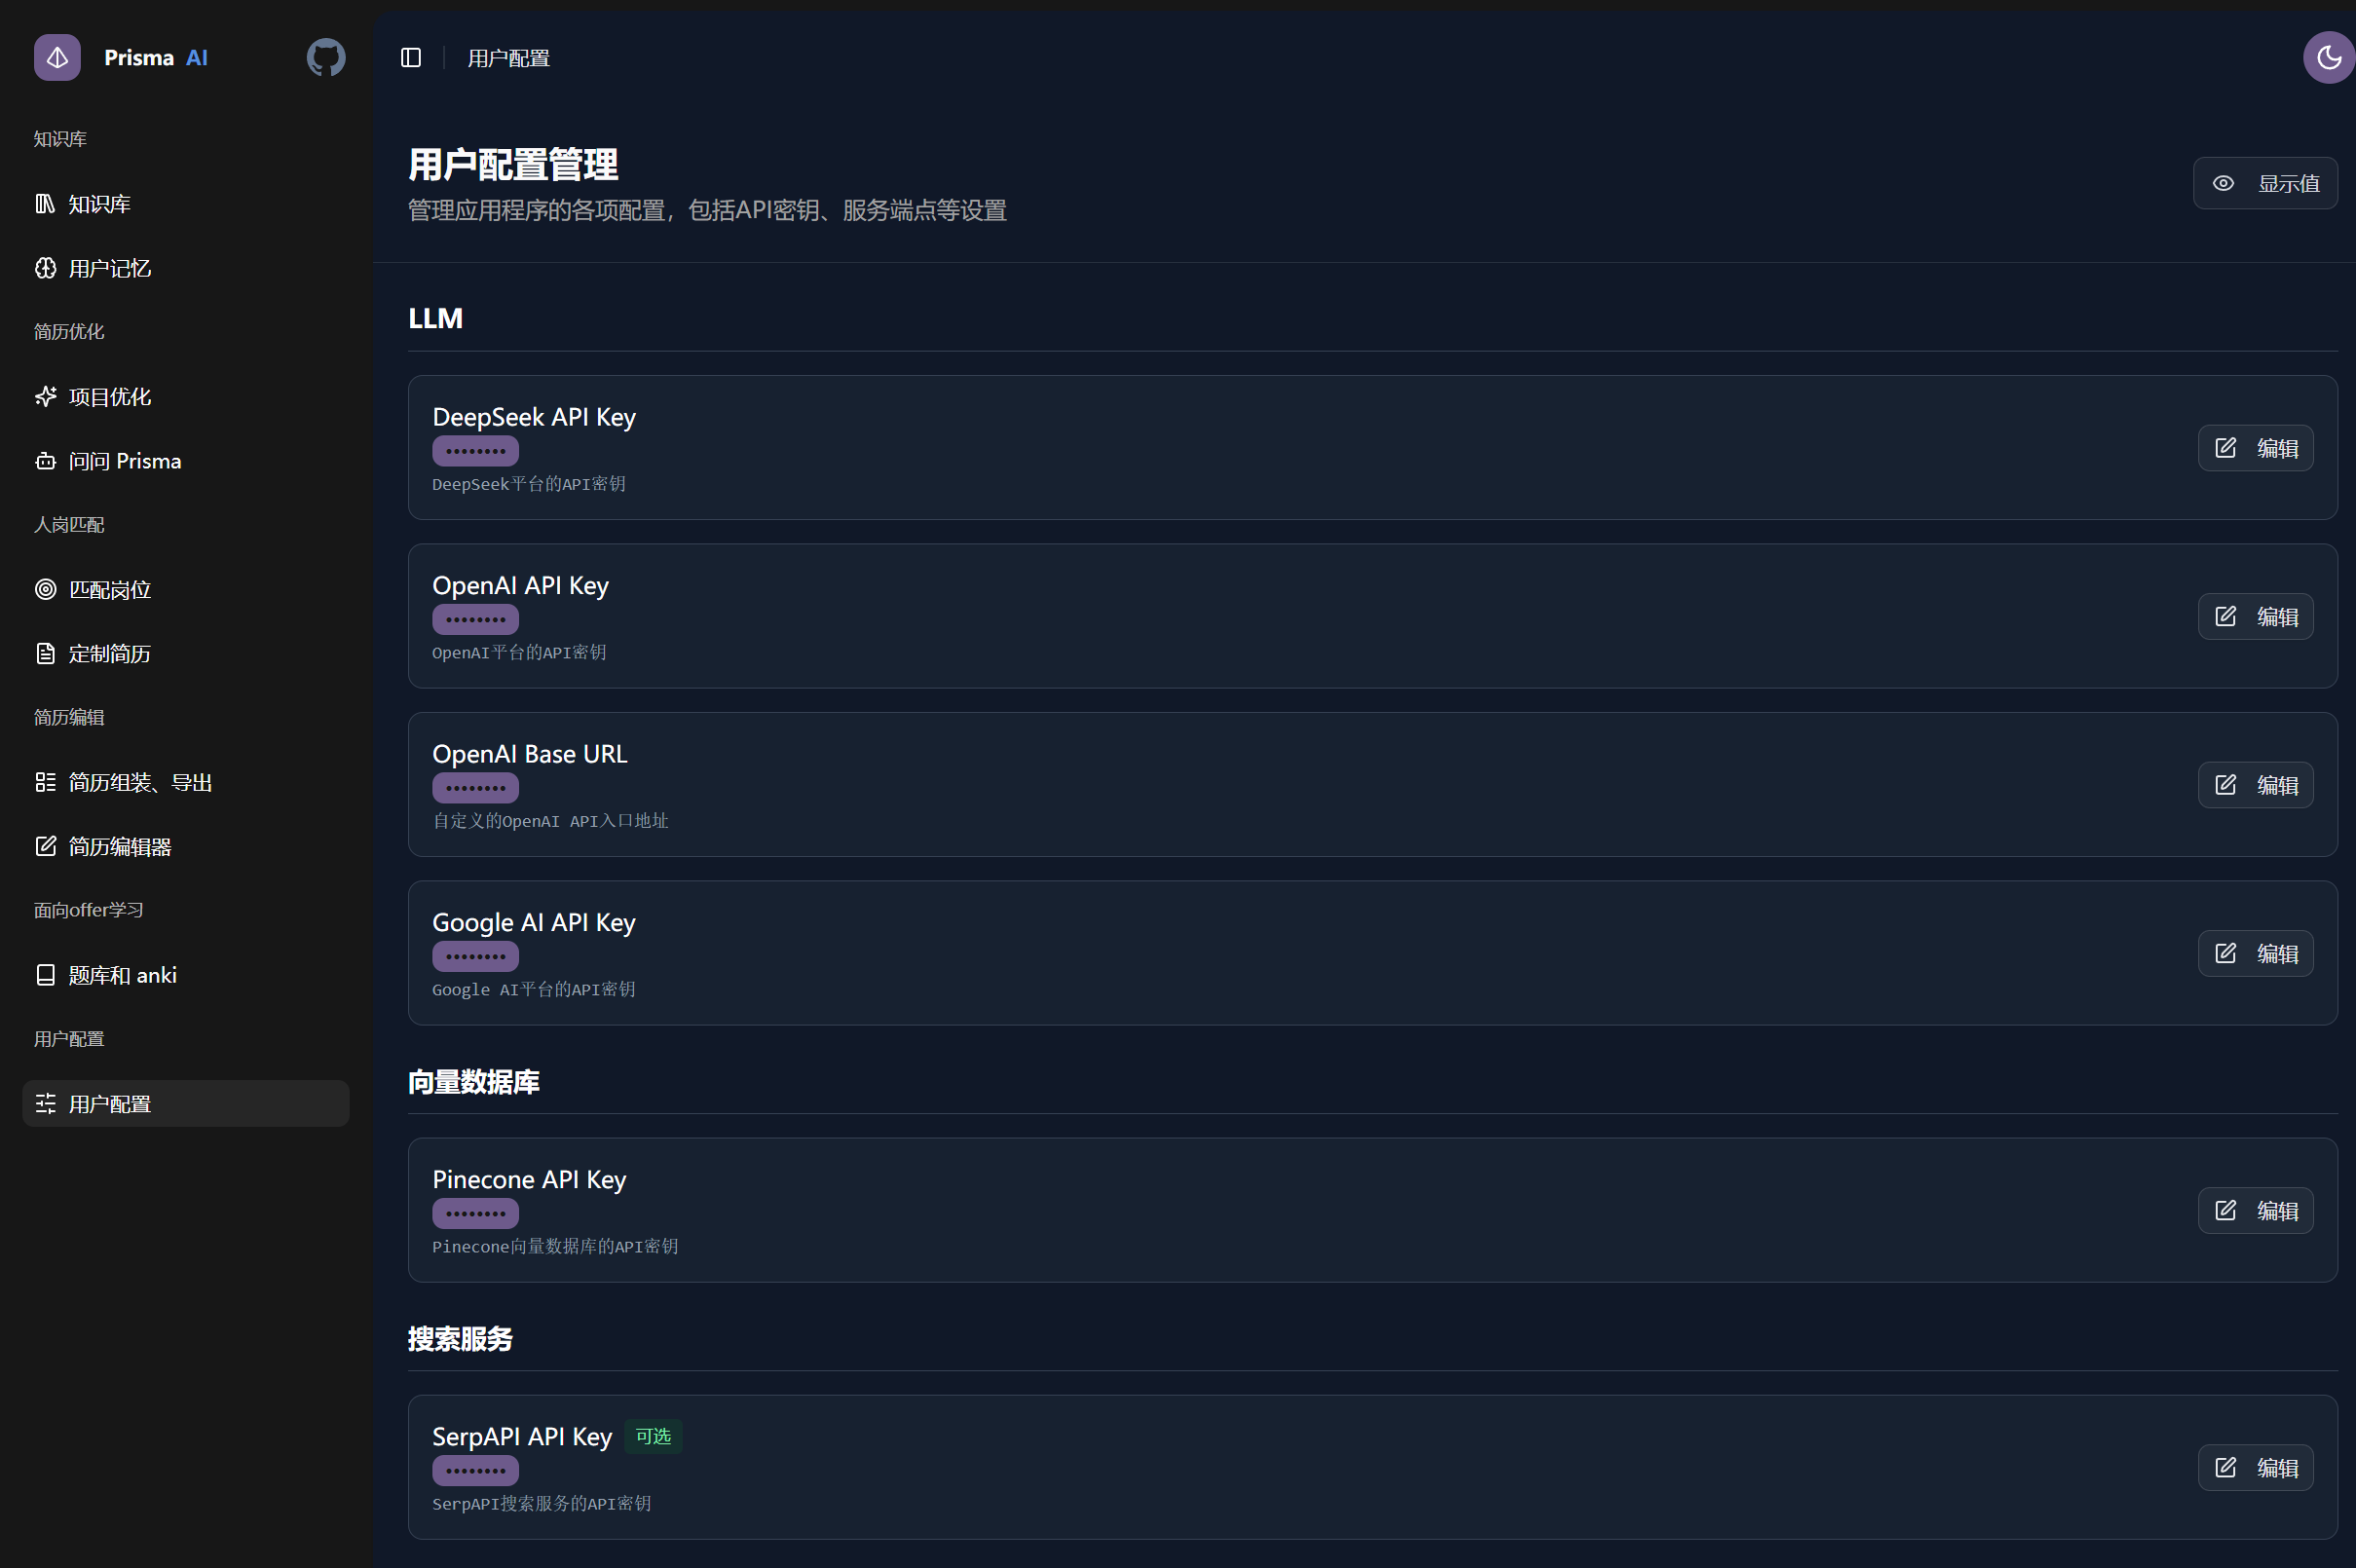 Prisma AI
知识库
知识库
用户记忆
简历优化
项目优化
问问 Prisma
人岗匹配
匹配岗位
定制简历
简历编辑
简历组装、导出
简历编辑器
面向offer学习
题库和 anki
用户配置
用户配置
用户配置
用户配置管理
管理应用程序的各项配置，包括API密钥、服务端点等设置
显示值
LLM
DeepSeek API Key
••••••••
DeepSeek平台的API密钥
编辑
OpenAI API Key
••••••••
OpenAI平台的API密钥
编辑
OpenAI Base URL
••••••••
自定义的OpenAI API入口地址
编辑
Google AI API Key
••••••••
Google AI平台的API密钥
编辑
向量数据库
Pinecone API Key
••••••••
Pinecone向量数据库的API密钥
编辑
搜索服务
SerpAPI API Key 可选
••••••••
SerpAPI搜索服务的API密钥
编辑